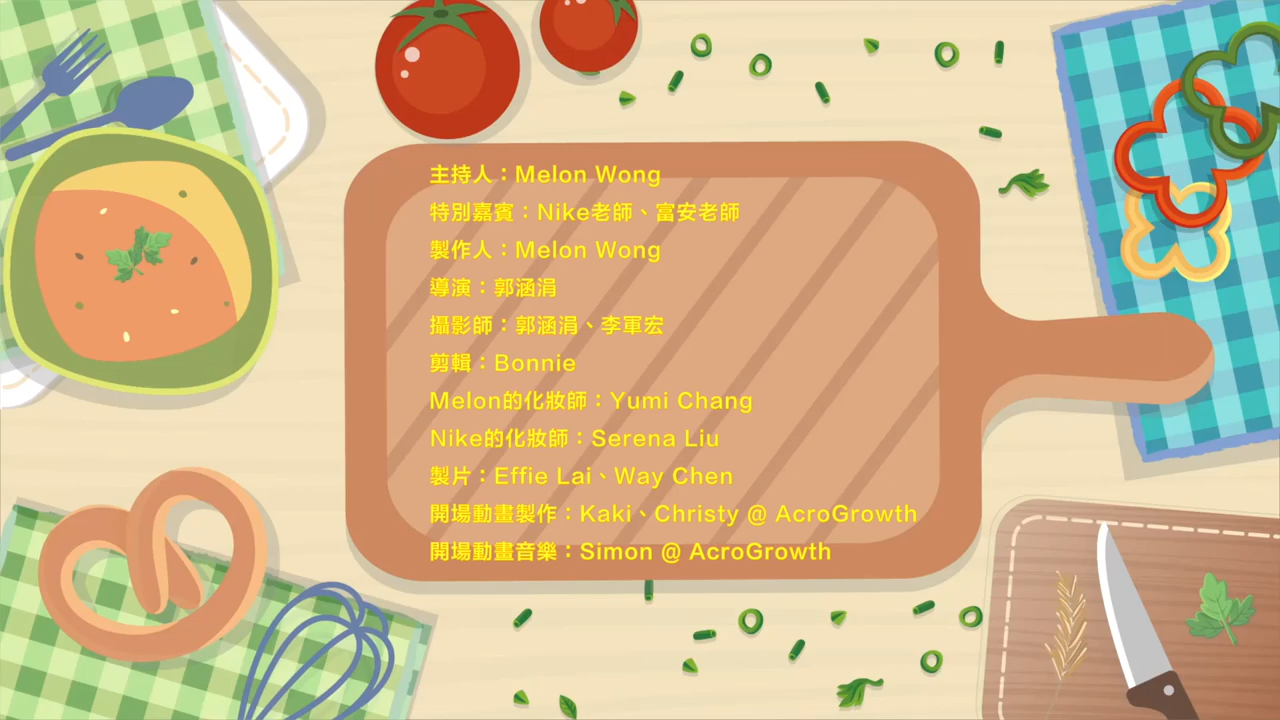 主持人：Melon Wong
特別嘉賓：Nike老師、富安老師
製作人：Melon Wong
導演：郭涵涓
攝影師：郭涵涓、李軍宏
剪輯：Bonnie
Melon的化妝師：Yumi Chang
Nike的化妝師：Serena Liu
製片：Effie Lai、Way Chen
開場動畫製作：Kaki、Christy @ AcroGrowth
開場動畫音樂：Simon @ AcroGrowth